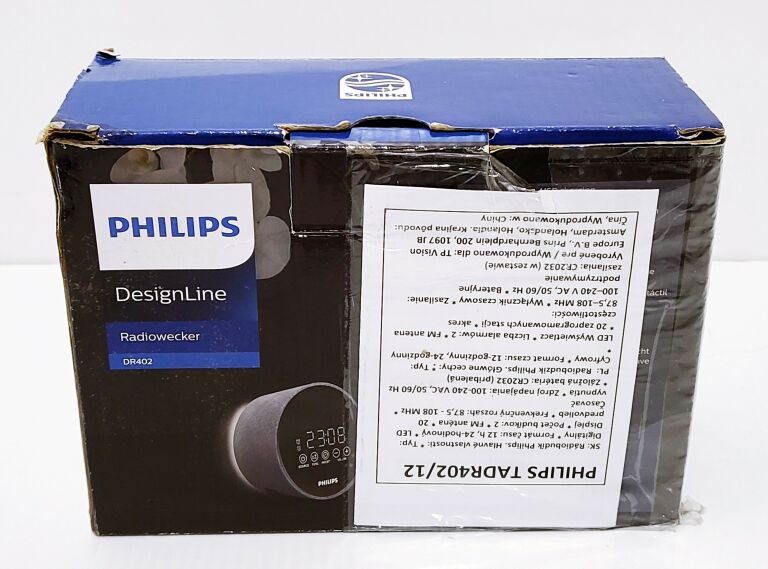 PHILIPS
PHILIPS
DesignLine
Radiowecker
DR402
23:08
PHILIPS
PHILIPS TADR402/12
SK: Rádiobudík Philips. Hlavné vlastnosti: * Typ:
Digitálny * Formát času: 12 h, 24-hodinový * LED
Displej * Počet budíkov: 2 * FM anténa * 20
predvolieb * Frekvenčný rozsah: 87,5 - 108 MHz *
Časovač
vypnutia * Zdroj napájania: 100-240 VAC, 50/60 Hz
* Záložná batéria: CR2032 (pribalená)
PL: Radiobudzik Philips. Główne cechy: * Typ:
Cyfrowy * Format czasu: 12-godzinny, 24-godzinny
*
LED Wyświetlacz * Liczba alarmów: 2 * FM antena
* 20 zaprogramowanych stacji * akres
częstotliwości:
87,5–108 MHz * Wyłącznik czasowy * Zasilanie:
100–240 V AC, 50/60 Hz * Bateryjne
podtrzymywanie
zasilania: CR2032 (w zestawie)
Vyrobené pre / Wyprodukowano dla: TP Vision
Europe B.V., Prins Bernhardplein 200, 1097 JB
Amsterdam, Holandsko, Holandia. Krajina pôvodu:
Čína, Wyprodukowano w: Chiny